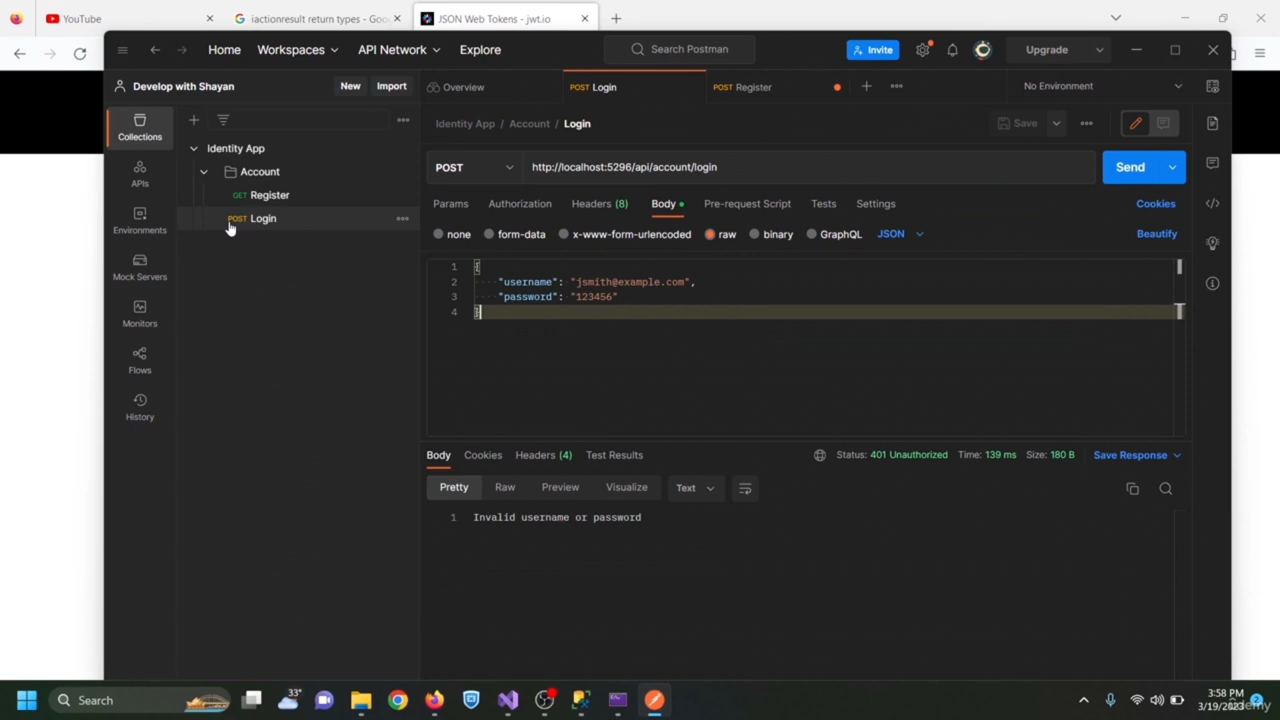 YouTube
iactionresult return types - Goo
JSON Web Tokens - jwt.io
Home
Workspaces
API Network
Explore
Search Postman
Invite
Upgrade
Develop with Shayan
New
Import
Overview
POST Login
POST Register
No Environment
Collections
APIs
Environments
Mock Servers
Monitors
Flows
History
Identity App
Account
GET Register
POST Login
Identity App / Account / Login
Save
POST
http://localhost:5296/api/account/login
Send
Params
Authorization
Headers (8)
Body
Pre-request Script
Tests
Settings
Cookies
none
form-data
x-www-form-urlencoded
raw
binary
GraphQL
JSON
Beautify
1 {
2 "username": "jsmith@example.com",
3 "password": "123456"
4 }
Body
Cookies
Headers (4)
Test Results
Status: 401 Unauthorized
Time: 139 ms
Size: 180 B
Save Response
Pretty
Raw
Preview
Visualize
Text
1 Invalid username or password
Search
33°
3:58 PM
3/19/2023
2